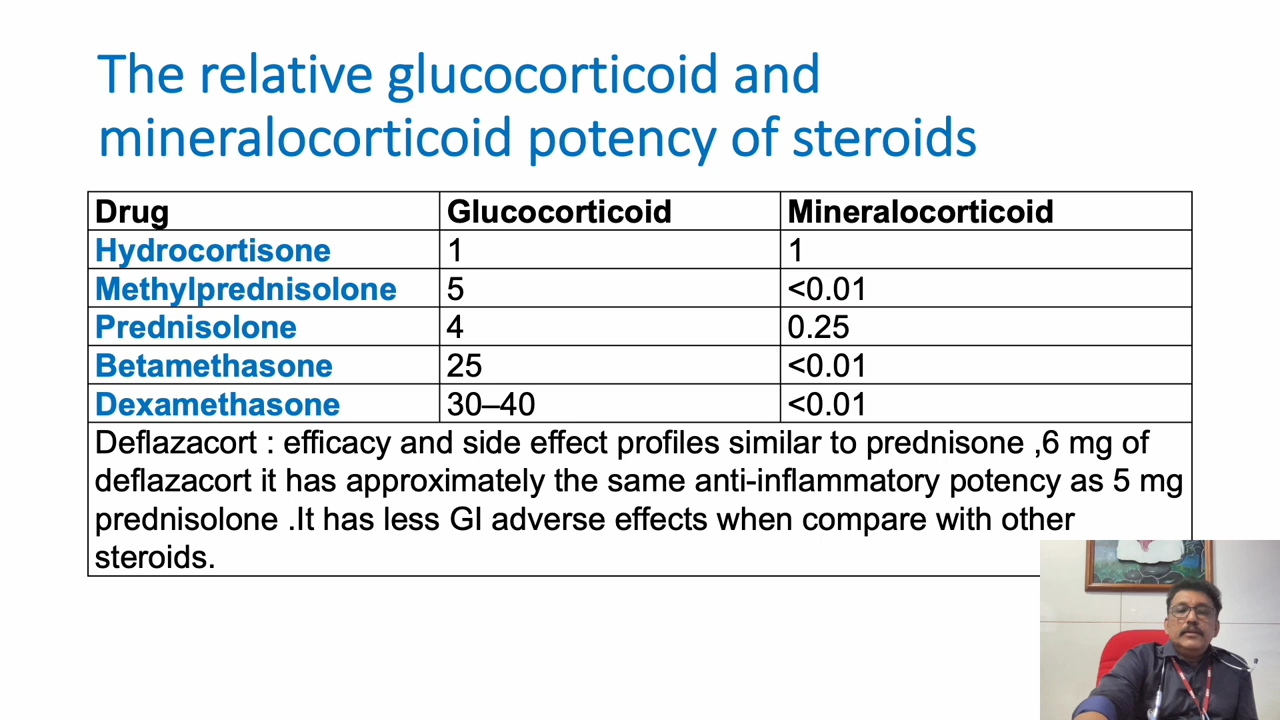 The relative glucocorticoid and
mineralocorticoid potency of steroids
Drug Glucocorticoid Mineralocorticoid
Hydrocortisone 1 1
Methylprednisolone 5 <0.01
Prednisolone 4 0.25
Betamethasone 25 <0.01
Dexamethasone 30–40 <0.01
Deflazacort : efficacy and side effect profiles similar to prednisone ,6 mg of
deflazacort it has approximately the same anti-inflammatory potency as 5 mg
prednisolone .It has less GI adverse effects when compare with other
steroids.